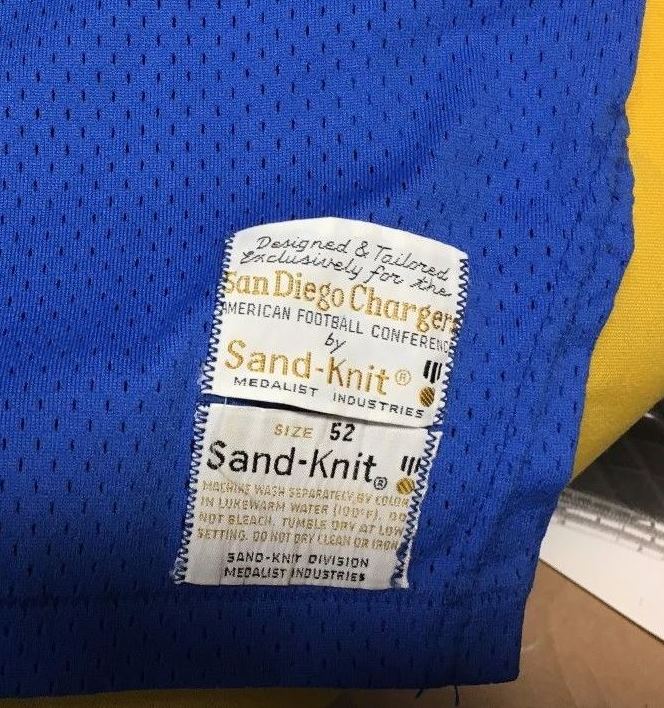 Designed & Tailored
Exclusively for the
San Diego Chargers
AMERICAN FOOTBALL CONFERENC
by
Sand-Knit®
MEDALIST INDUSTRIES
SIZE 52
Sand-Knit®
MACHINE WASH SEPARATELY BY COLOR
IN LUKEWARM WATER (100°F). DO
NOT BLEACH. TUMBLE DRY AT LOW
SETTING. DO NOT DRY CLEAN OR IRON
SAND-KNIT DIVISION
MEDALIST INDUSTRIES